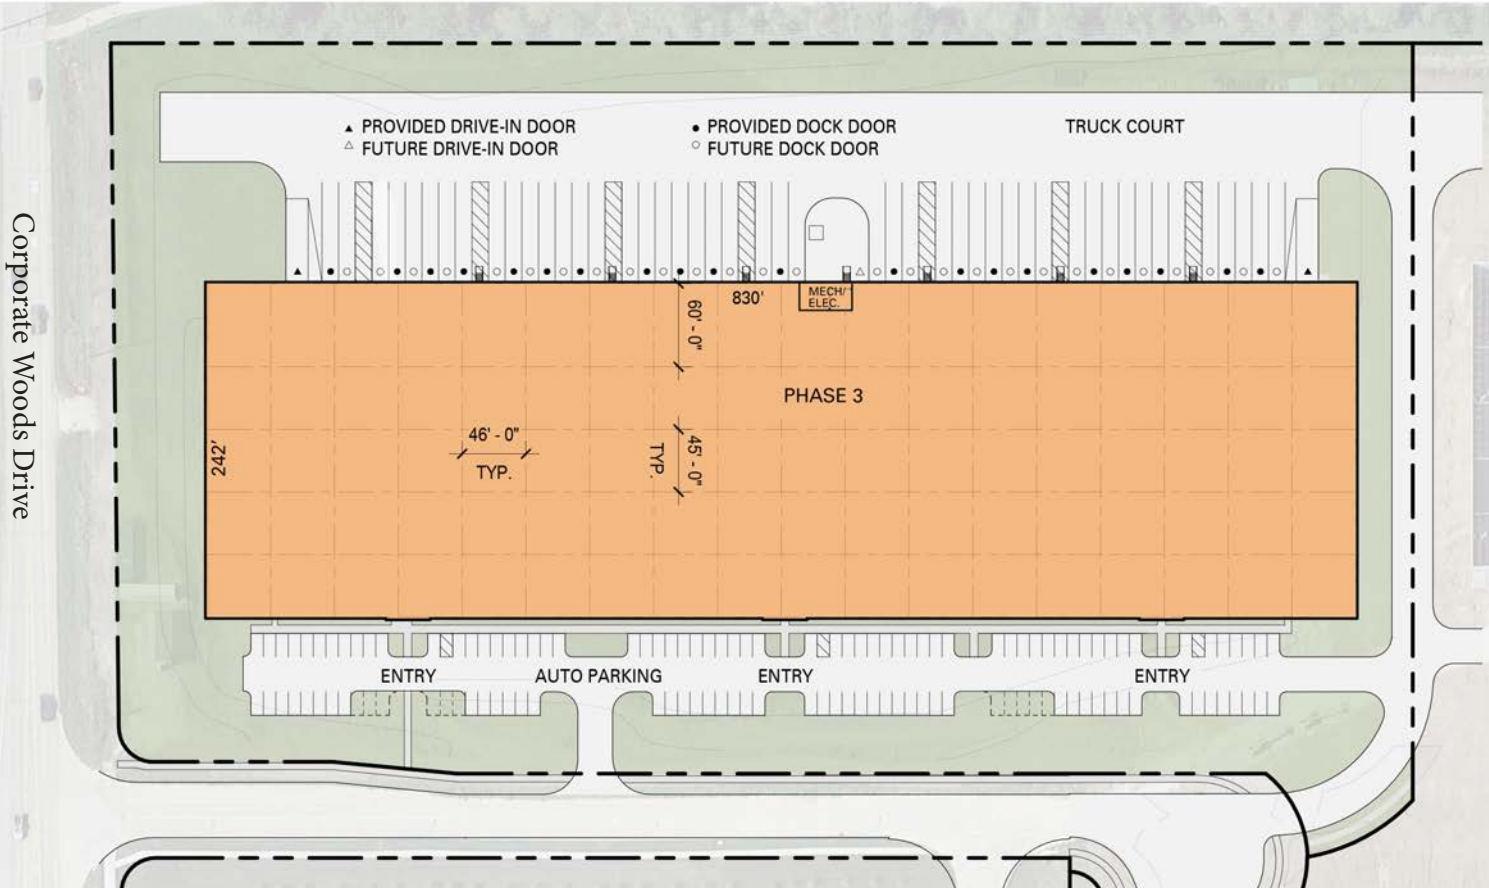 ▲ PROVIDED DRIVE-IN DOOR
△ FUTURE DRIVE-IN DOOR
● PROVIDED DOCK DOOR
○ FUTURE DOCK DOOR
TRUCK COURT
Corporate Woods Drive
830'
MECH/
ELEC.
60' - 0"
PHASE 3
242'
46' - 0"
TYP.
45' - 0"
TYP.
ENTRY
AUTO PARKING
ENTRY
ENTRY